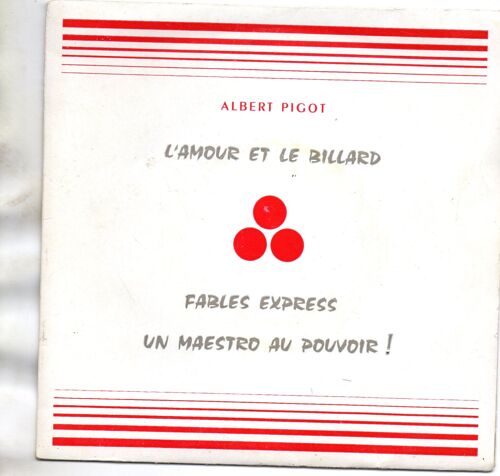 ALBERT PIGOT
L'AMOUR ET LE BILLARD
FABLES EXPRESS
UN MAESTRO AU POUVOIR !